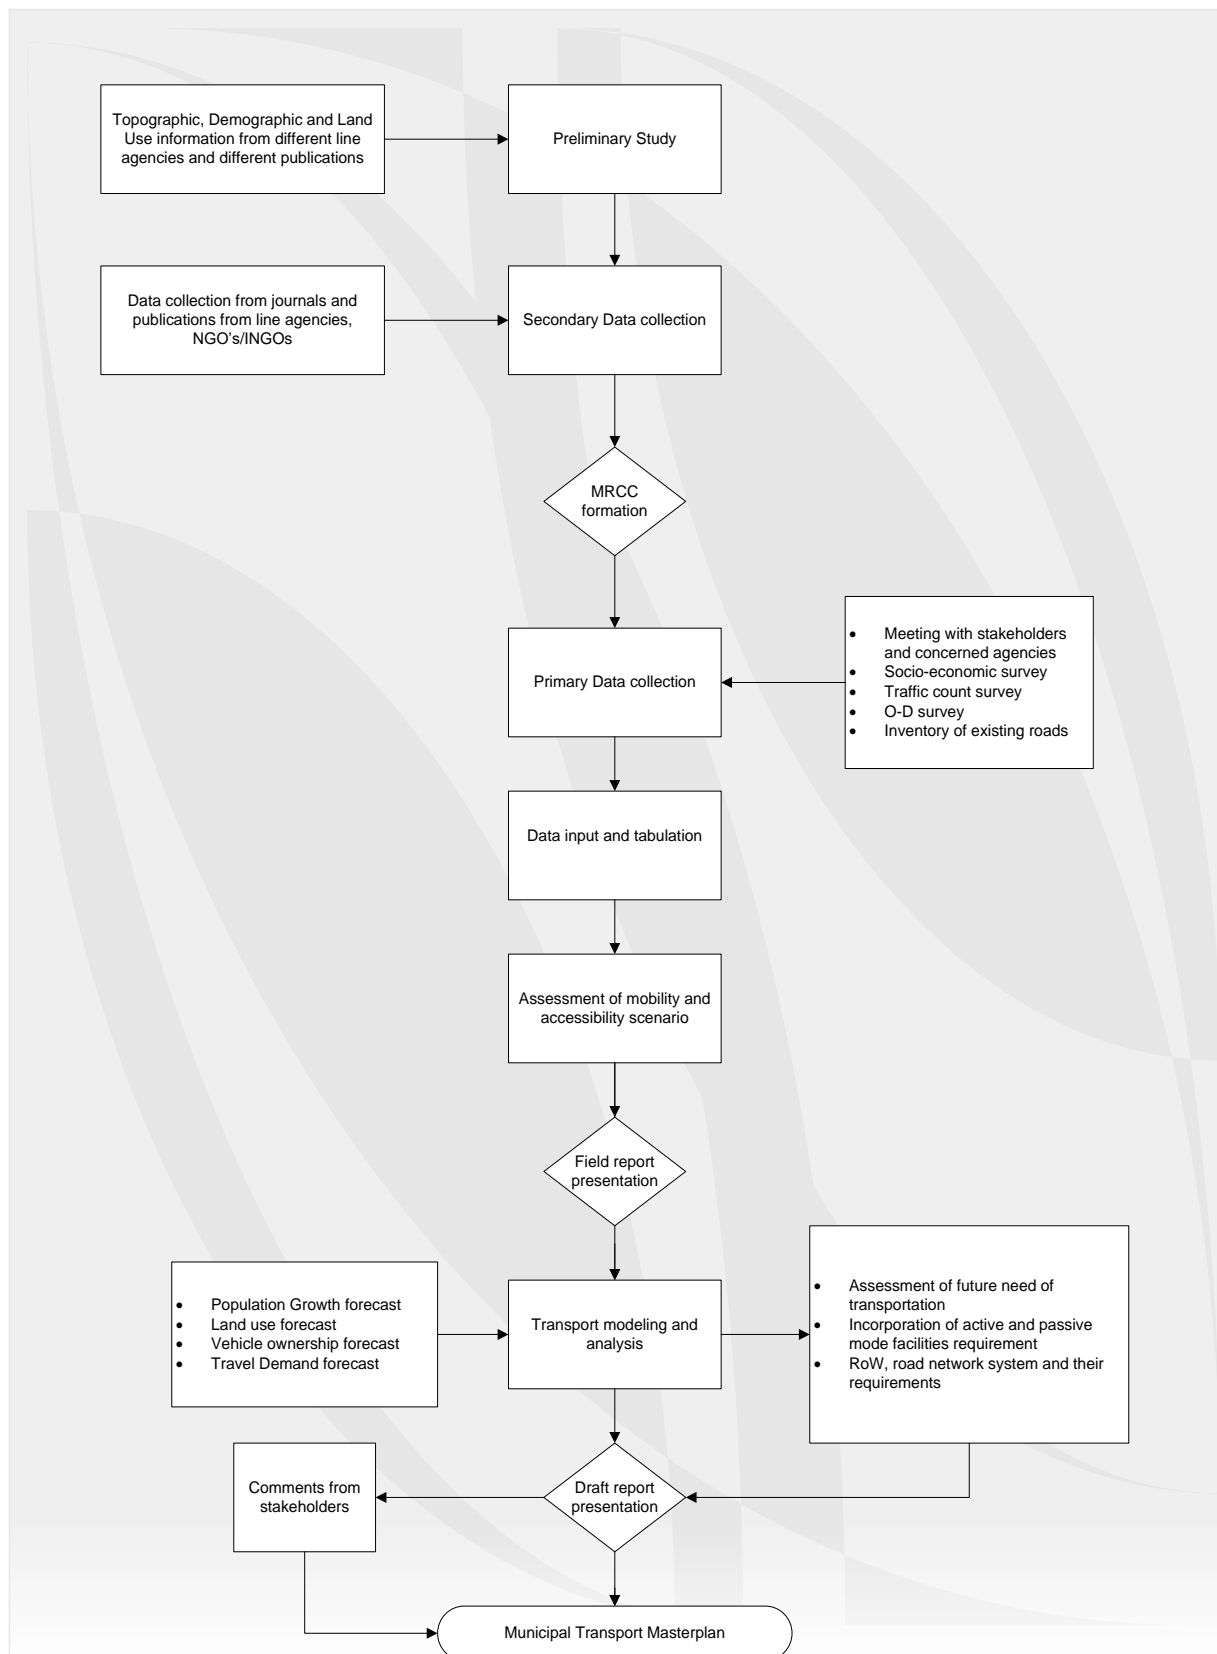 Topographic, Demographic and Land
Use information from different line
agencies and different publications
Preliminary Study
Data collection from journals and
publications from line agencies,
NGO's/INGOs
Secondary Data collection
MRCC
formation
Primary Data collection
• Meeting with stakeholders
and concerned agencies
• Socio-economic survey
• Traffic count survey
• O-D survey
• Inventory of existing roads
Data input and tabulation
Assessment of mobility and
accessibility scenario
Field report
presentation
• Population Growth forecast
• Land use forecast
• Vehicle ownership forecast
• Travel Demand forecast
Transport modeling and
analysis
• Assessment of future need of
transportation
• Incorporation of active and passive
mode facilities requirement
• RoW, road network system and their
requirements
Comments from
stakeholders
Draft report
presentation
Municipal Transport Masterplan